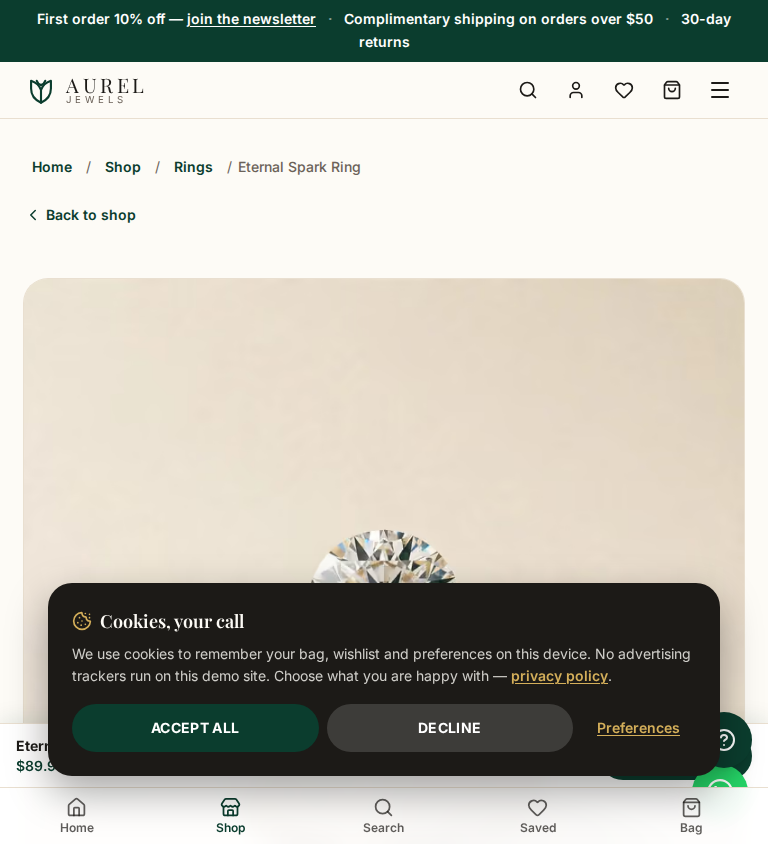 First order 10% off — join the newsletter · Complimentary shipping on orders over $50 · 30-day
returns
AUREL
JEWELS
Home / Shop / Rings / Eternal Spark Ring
Back to shop
Cookies, your call
We use cookies to remember your bag, wishlist and preferences on this device. No advertising
trackers run on this demo site. Choose what you are happy with — privacy policy.
ACCEPT ALL DECLINE Preferences
Home Shop Search Saved Bag